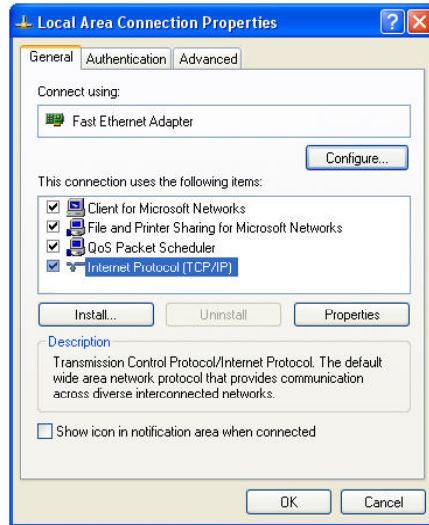 Local Area Connection Properties
General Authentication Advanced
Connect using:
Fast Ethernet Adapter
Configure...
This connection uses the following items:
Client for Microsoft Networks
File and Printer Sharing for Microsoft Networks
QoS Packet Scheduler
Internet Protocol (TCP/IP)
Install... Uninstall Properties
Description
Transmission Control Protocol/Internet Protocol. The default
wide area network protocol that provides communication
across diverse interconnected networks.
Show icon in notification area when connected
OK Cancel